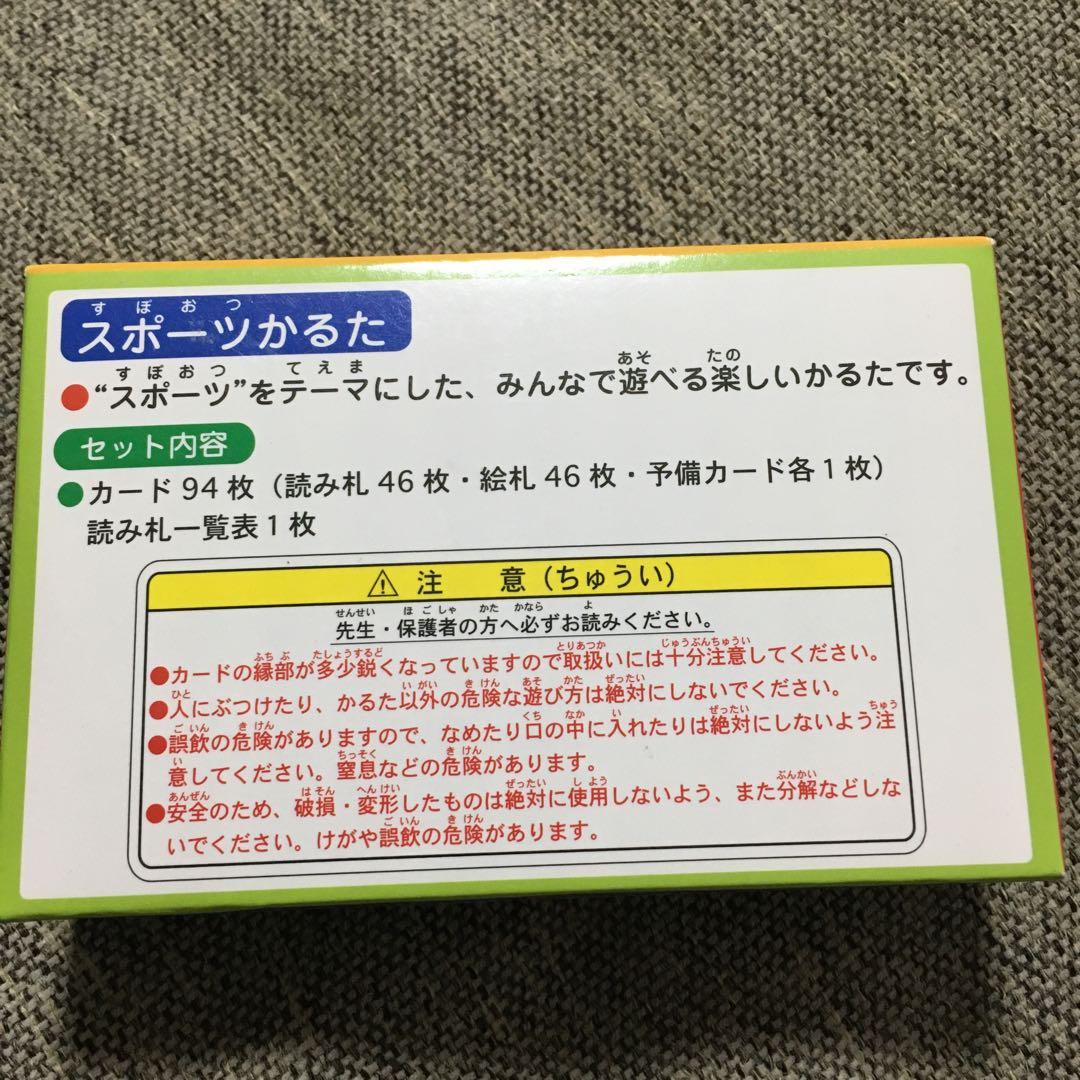 すぽおつ
スポーツかるた
すぽおつ てえま あそ たの
●“スポーツ”をテーマにした、みんなで遊べる楽しいかるたです。
セット内容
●カード94枚（読み札46枚・絵札46枚・予備カード各1枚）
読み札一覧表1枚
⚠ 注 意（ちゅうい）
せんせい ほごしゃ かた かなら よ
先生・保護者の方へ必ずお読みください。
ふちぶ たしょうするど とりあつか じゅうぶんちゅうい
●カードの縁部が多少鋭くなっていますので取扱いには十分注意してください。
ひと いがい きけん あそ かた ぜったい
●人にぶつけたり、かるた以外の危険な遊び方は絶対にしないでください。
ごいん きけん くち なか い ぜったい ちゅう
●誤飲の危険がありますので、なめたり口の中に入れたりは絶対にしないよう注
い ちっそく きけん
意してください。窒息などの危険があります。
あんぜん はそん へんけい ぜったい しよう ぶんかい
●安全のため、破損・変形したものは絶対に使用しないよう、また分解などしな
ごいん きけん
いでください。けがや誤飲の危険があります。